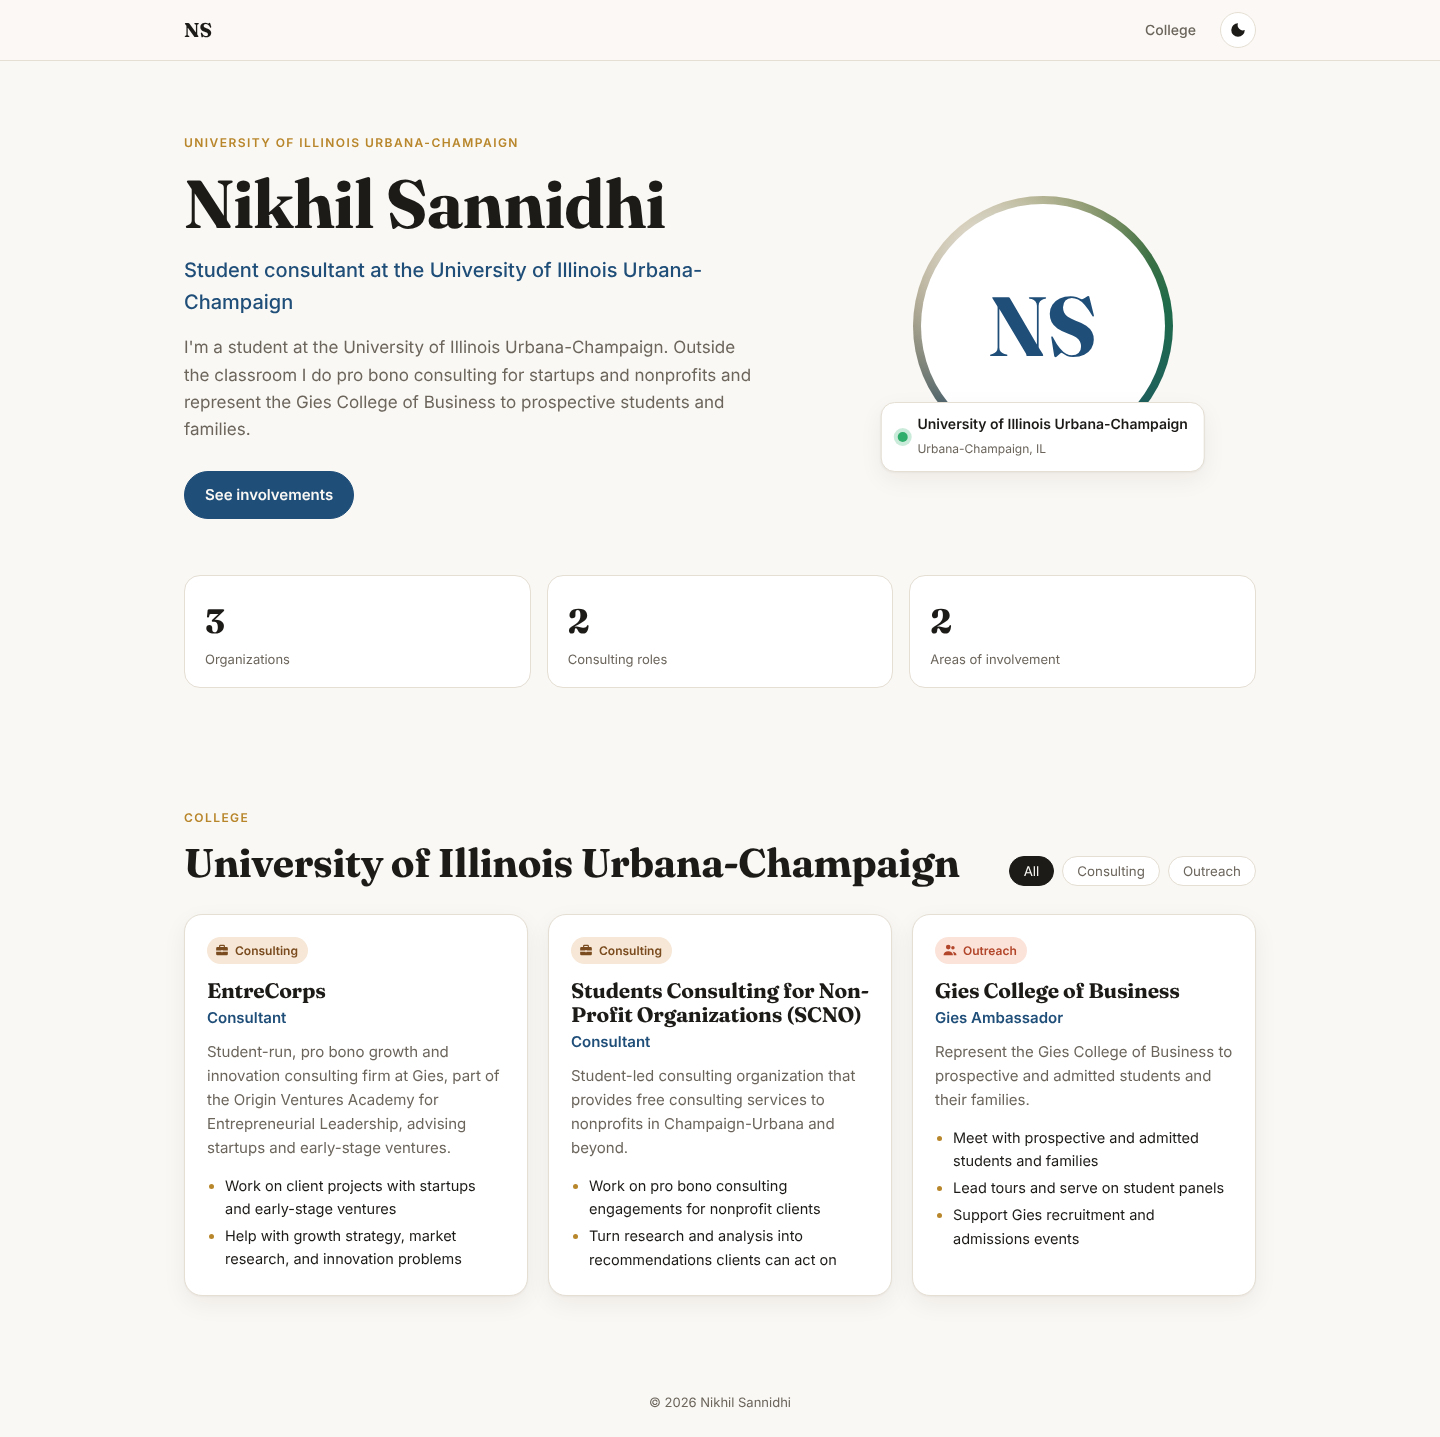 NS
College
UNIVERSITY OF ILLINOIS URBANA-CHAMPAIGN
Nikhil Sannidhi
Student consultant at the University of Illinois Urbana-
Champaign
I'm a student at the University of Illinois Urbana-Champaign. Outside
the classroom I do pro bono consulting for startups and nonprofits and
represent the Gies College of Business to prospective students and
families.
See involvements
NS
University of Illinois Urbana-Champaign
Urbana-Champaign, IL
3
Organizations
2
Consulting roles
2
Areas of involvement
COLLEGE
University of Illinois Urbana-Champaign
All
Consulting
Outreach
Consulting
EntreCorps
Consultant
Student-run, pro bono growth and
innovation consulting firm at Gies, part of
the Origin Ventures Academy for
Entrepreneurial Leadership, advising
startups and early-stage ventures.
Work on client projects with startups
and early-stage ventures
Help with growth strategy, market
research, and innovation problems
Consulting
Students Consulting for Non-
Profit Organizations (SCNO)
Consultant
Student-led consulting organization that
provides free consulting services to
nonprofits in Champaign-Urbana and
beyond.
Work on pro bono consulting
engagements for nonprofit clients
Turn research and analysis into
recommendations clients can act on
Outreach
Gies College of Business
Gies Ambassador
Represent the Gies College of Business to
prospective and admitted students and
their families.
Meet with prospective and admitted
students and families
Lead tours and serve on student panels
Support Gies recruitment and
admissions events
© 2026 Nikhil Sannidhi